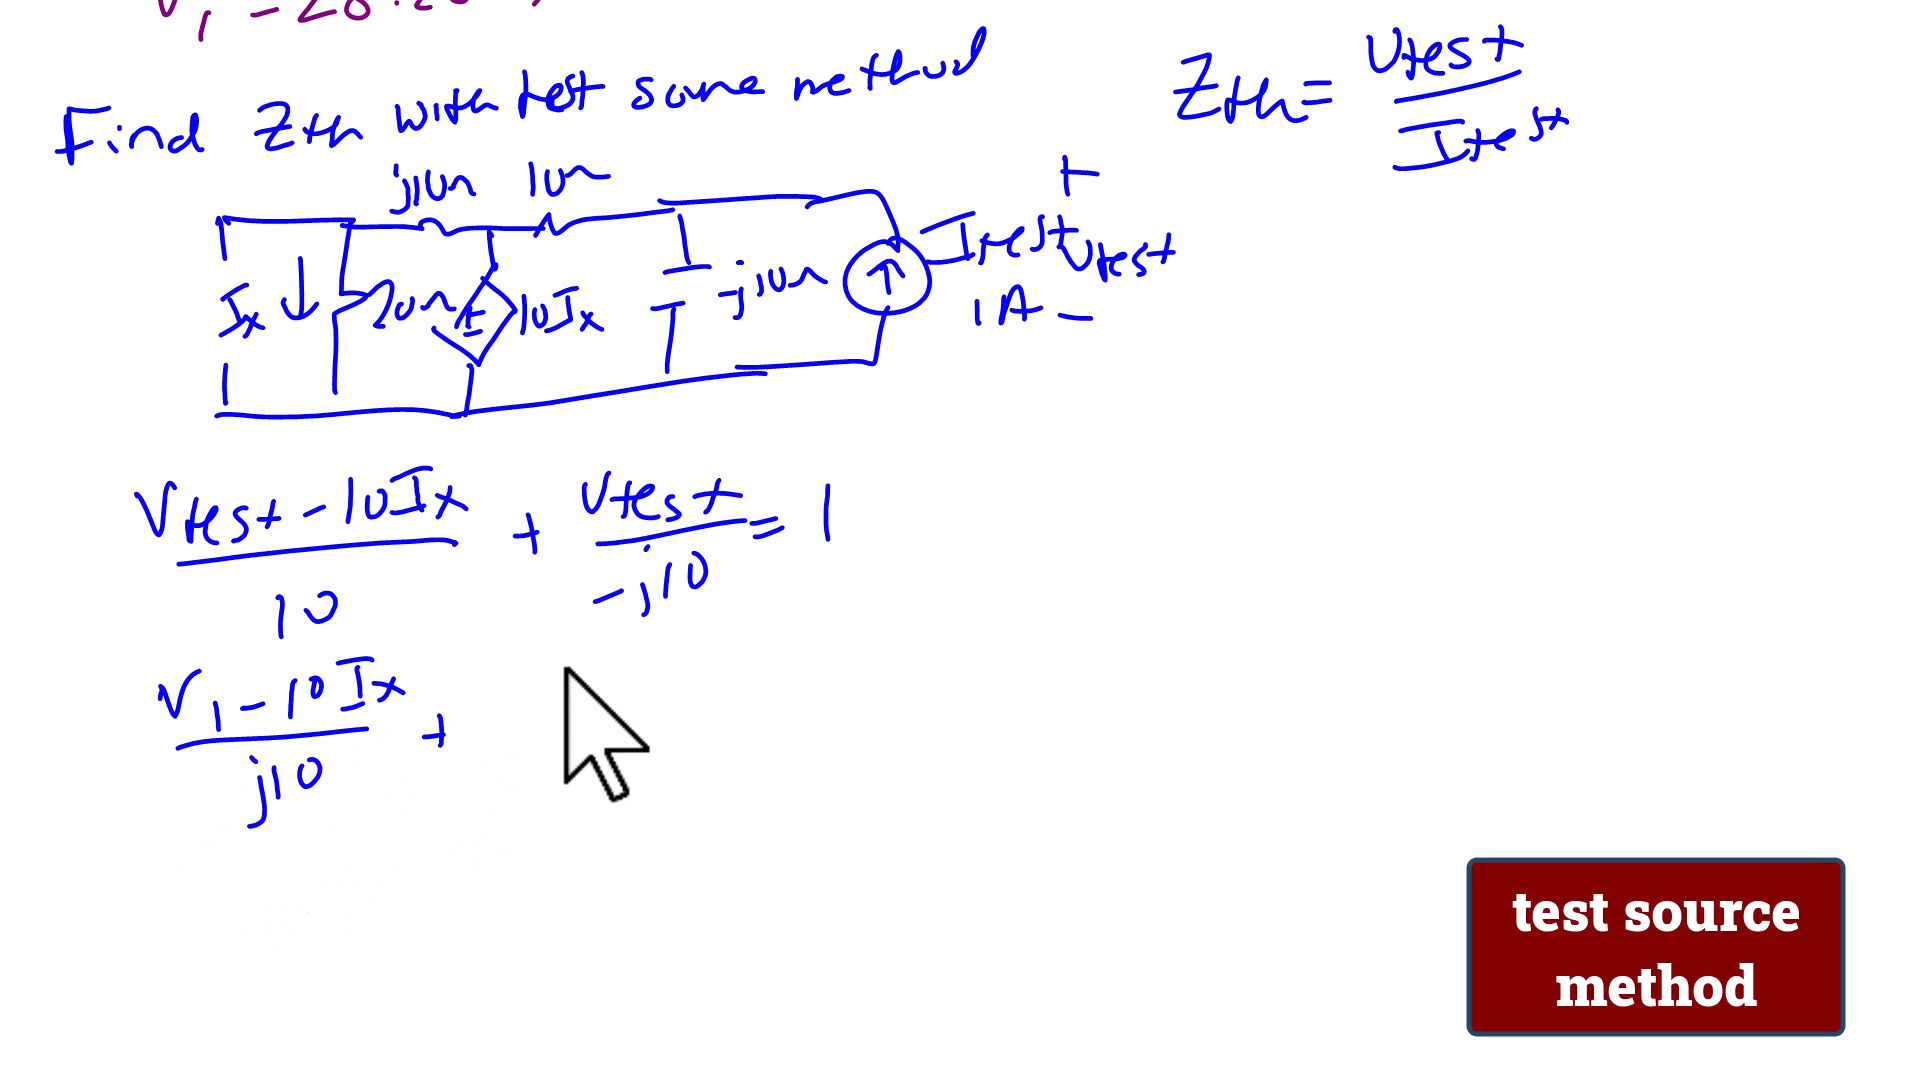 Find Zth with test source method
Zth = Vtest / Itest
j10Ω 10Ω
Ix ↓ 20Ω ± 10Ix -j10Ω ↑ Itest 1A + Vtest -
(Vtest - 10Ix) / 10 + Vtest / -j10 = 1
(V1 - 10Ix) / j10 +
test source
method